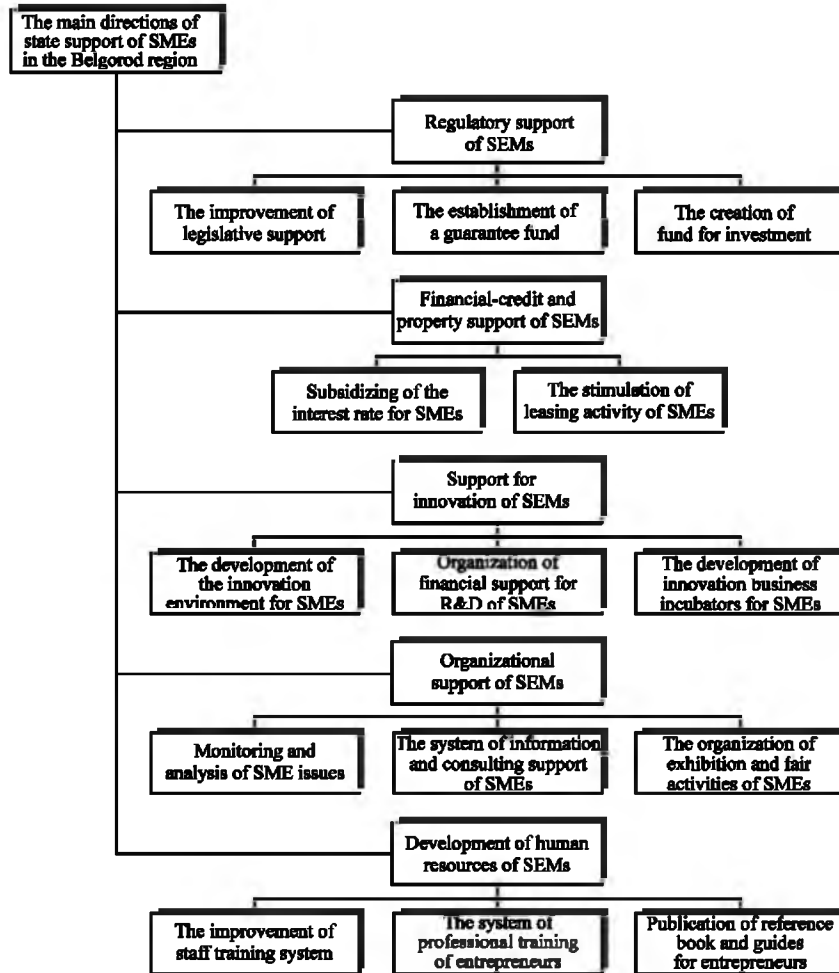 The main directions of
state support of SMEs
in the Belgorod region
Regulatory support
of SEMs
The improvement of
legislative support
The establishment of
a guarantee fund
The creation of
fund for investment
Financial-credit and
property support of SEMs
Subsidizing of the
interest rate for SMEs
The stimulation of
leasing activity of SMEs
Support for
innovation of SEMs
The development of
the innovation
environment for SMEs
Organization of
financial support for
R&D of SMEs
The development of
innovation business
incubators for SMEs
Organizational
support of SEMs
Monitoring and
analysis of SME issues
The system of information
and consulting support
of SMEs
The organization of
exhibition and fair
activities of SMEs
Development of human
resources of SEMs
The improvement of
staff training system
The system of
professional training
of entrepreneurs
Publication of reference
book and guides
for entrepreneurs